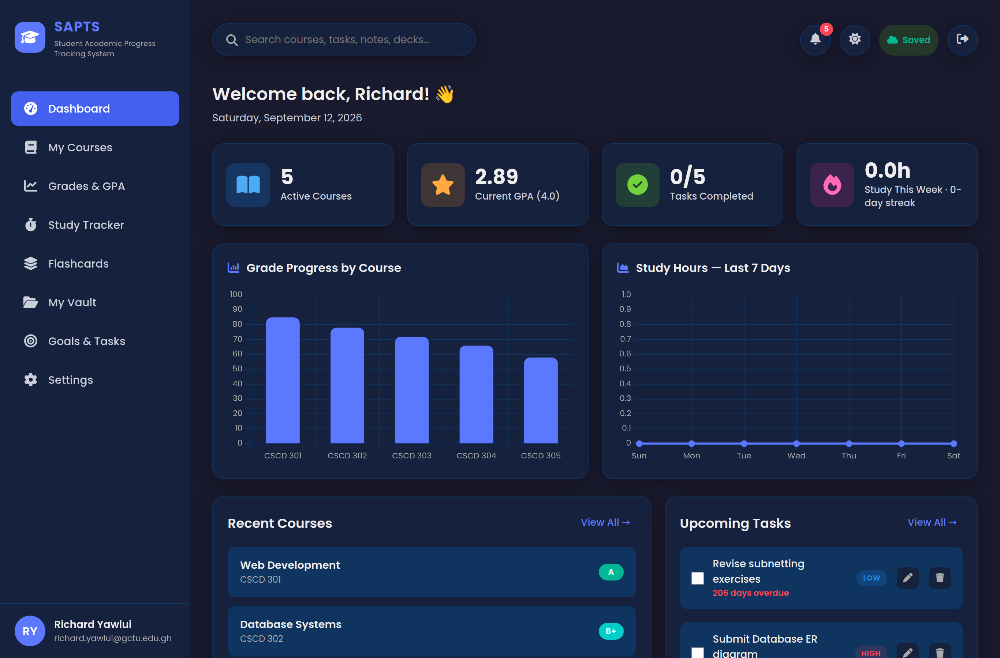 SAPTS
Student Academic Progress
Tracking System
Dashboard
My Courses
Grades & GPA
Study Tracker
Flashcards
My Vault
Goals & Tasks
Settings
RY
Richard Yawlui
richard.yawlui@gctu.edu.gh
Search courses, tasks, notes, decks...
5
Saved
Welcome back, Richard! 👋
Saturday, September 12, 2026
5
Active Courses
2.89
Current GPA (4.0)
0/5
Tasks Completed
0.0h
Study This Week · 0-
day streak
Grade Progress by Course
100
90
80
70
60
50
40
30
20
10
0
CSCD 301 CSCD 302 CSCD 303 CSCD 304 CSCD 305
Study Hours — Last 7 Days
1.0
0.9
0.8
0.7
0.6
0.5
0.4
0.3
0.2
0.1
0
Sun Mon Tue Wed Thu Fri Sat
Recent Courses View All →
Web Development
CSCD 301
A
Database Systems
CSCD 302
B+
Upcoming Tasks View All →
Revise subnetting
exercises
206 days overdue
LOW
Submit Database ER
diagram
HIGH